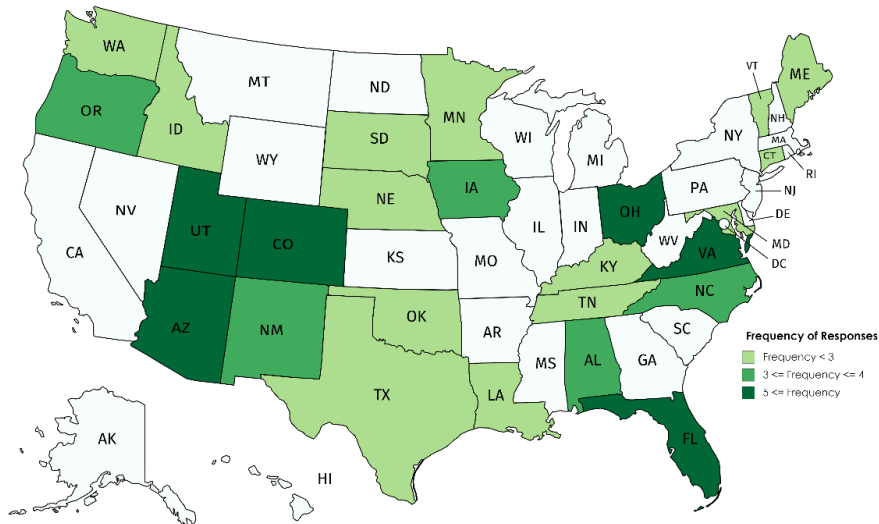 WA
MT
ND
MN
VT
ME
OR
ID
SD
WI
NH
NY
MA
WY
MI
CT
RI
IA
NE
PA
NJ
NV
UT
CO
IL
IN
OH
DE
CA
KS
MO
WV
VA
MD
DC
KY
NC
AZ
NM
OK
TN
AR
SC
MS
AL
GA
TX
LA
AK
HI
FL
Frequency of Responses
Frequency < 3
3 <= Frequency <= 4
5 <= Frequency